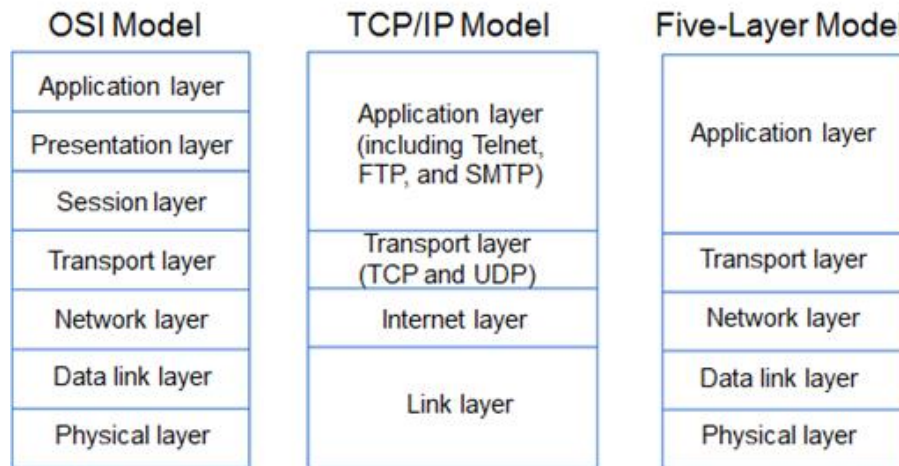 OSI Model
Application layer
Presentation layer
Session layer
Transport layer
Network layer
Data link layer
Physical layer
TCP/IP Model
Application layer
(including Telnet,
FTP, and SMTP)
Transport layer
(TCP and UDP)
Internet layer
Link layer
Five-Layer Model
Application layer
Transport layer
Network layer
Data link layer
Physical layer